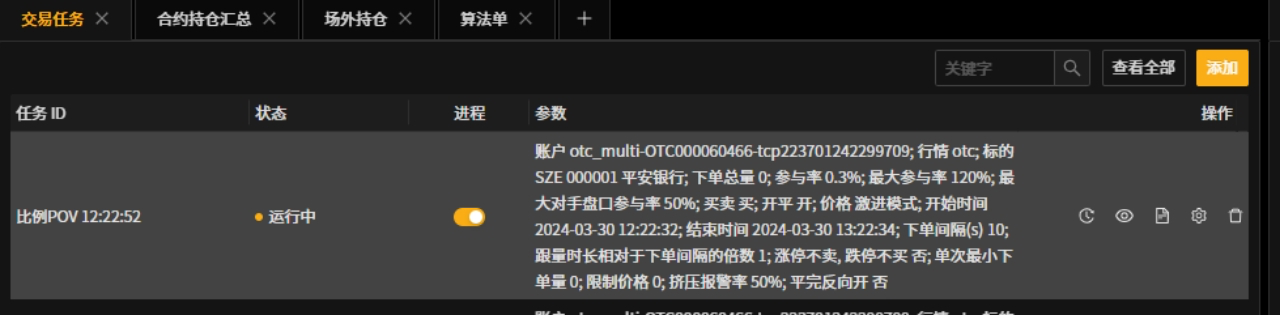 交易任务 合约持仓汇总 场外持仓 算法单
关键字 查看全部 添加
任务 ID 状态 进程 参数 操作
账户 otc_multi-OTC000060466-tcp223701242299709; 行情 otc; 标的
SZE 000001 平安银行; 下单总量 0; 参与率 0.3%; 最大参与率 120%; 最
大对手盘口参与率 50%; 买卖 买; 开平 开; 价格 激进模式; 开始时间
比例POV 12:22:52 运行中
2024-03-30 12:22:32; 结束时间 2024-03-30 13:22:34; 下单间隔(s) 10;
跟量时长相对于下单间隔的倍数 1; 涨停不卖, 跌停不买 否; 单次最小下
单量 0; 限制价格 0; 挤压报警率 50%; 平完反向开 否